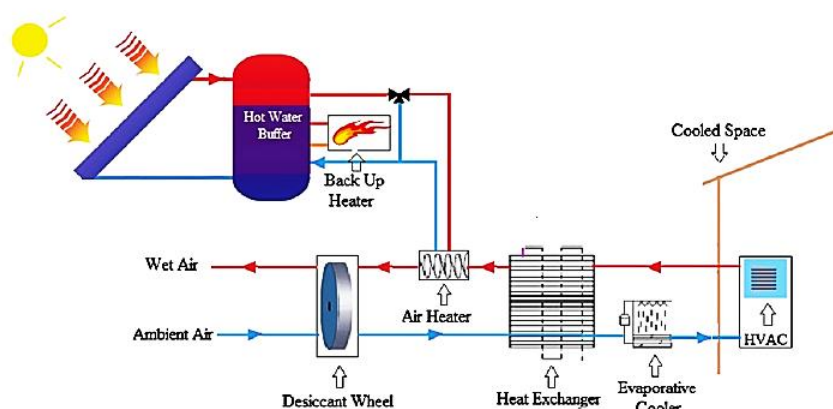 Hot Water
Buffer
Cooled Space
Back Up
Heater
Wet Air
Air Heater
Ambient Air
HVAC
Desiccant Wheel
Heat Exchanger
Evaporative
Cooler